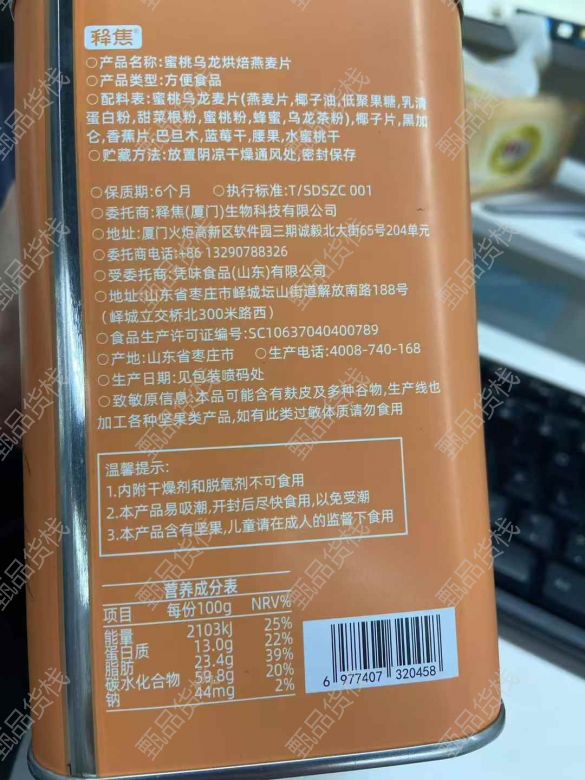 释焦
○产品名称:蜜桃乌龙烘焙燕麦片
○产品类型:方便食品
○配料表:蜜桃乌龙麦片(燕麦片,椰子油,低聚果糖,乳清
蛋白粉,甜菜根粉,蜜桃粉,蜂蜜,乌龙茶粉),椰子片,黑加
仑,香蕉片,巴旦木,蓝莓干,腰果,水蜜桃干
○贮藏方法:放置阴凉干燥通风处,密封保存
○保质期:6个月 ○执行标准:T/SDSZC 001
○委托商:释焦(厦门)生物科技有限公司
○地址:厦门火炬高新区软件园三期诚毅北大街65号204单元
○委托商电话:+86 13290788326
○受委托商:凭味食品(山东)有限公司
○地址:山东省枣庄市峄城坛山街道解放南路188号
(峄城立交桥北300米路西)
○食品生产许可证编号:SC10637040400789
○产地:山东省枣庄市 ○生产电话:4008-740-168
○生产日期:见包装喷码处
○致敏原信息:本品可能含有麸皮及多种谷物,生产线也
加工各种坚果类产品,如有此类过敏体质请勿食用
温馨提示:
1.内附干燥剂和脱氧剂不可食用
2.本产品易吸潮,开封后尽快食用,以免受潮
3.本产品含有坚果,儿童请在成人的监督下食用
营养成分表
项目 每份100g NRV%
能量 2103kJ 25%
蛋白质 13.0g 22%
脂肪 23.4g 39%
碳水化合物 59.8g 20%
钠 44mg 2%
6 977407 320458
甄品货栈